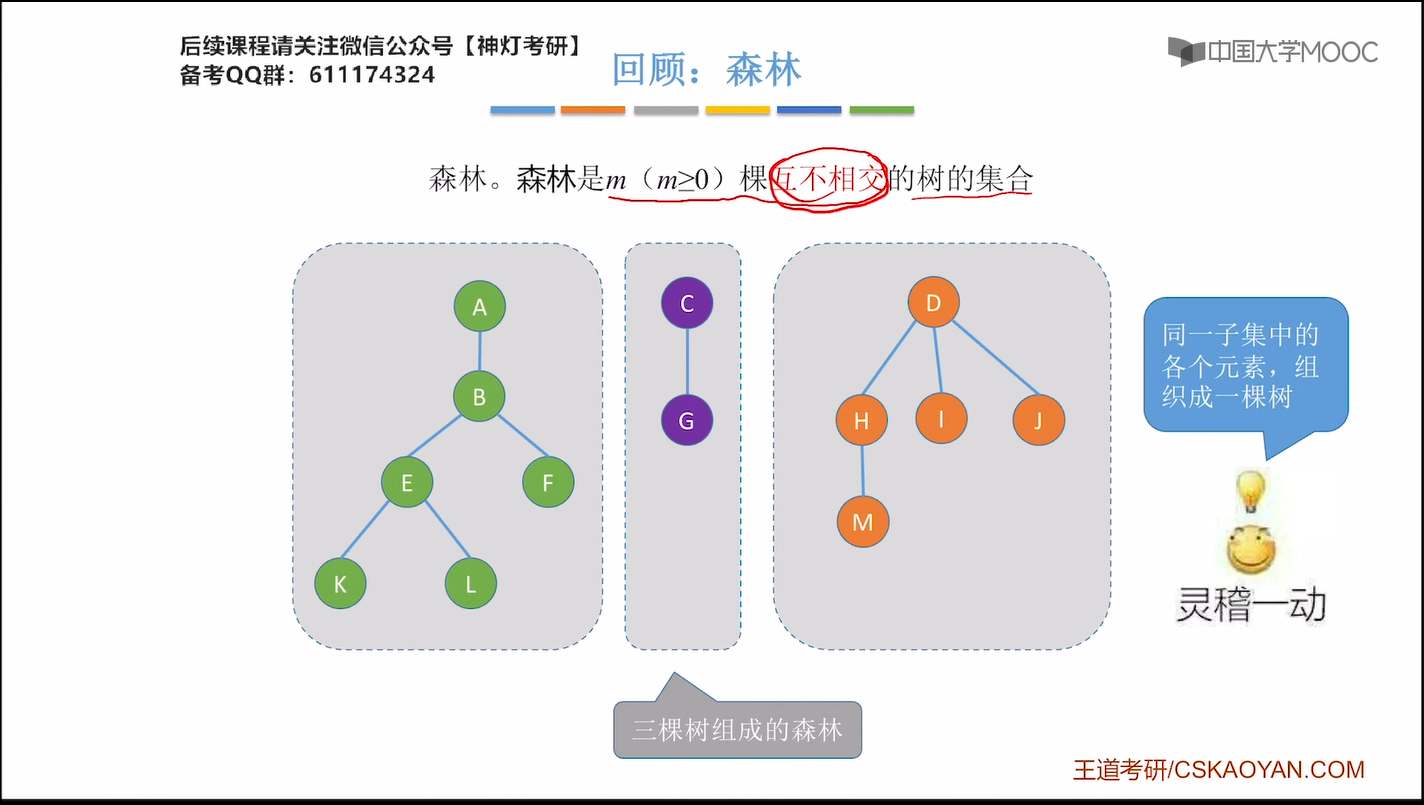 后续课程请关注微信公众号【神灯考研】
备考QQ群：611174324
中国大学MOOC
回顾：森林
森林。森林是m（m≥0）棵互不相交的树的集合
A
B
E
F
K
L
C
G
D
H
I
J
M
同一子集中的
各个元素，组
织成一棵树
灵稽一动
三棵树组成的森林
王道考研/CSKAOYAN.COM